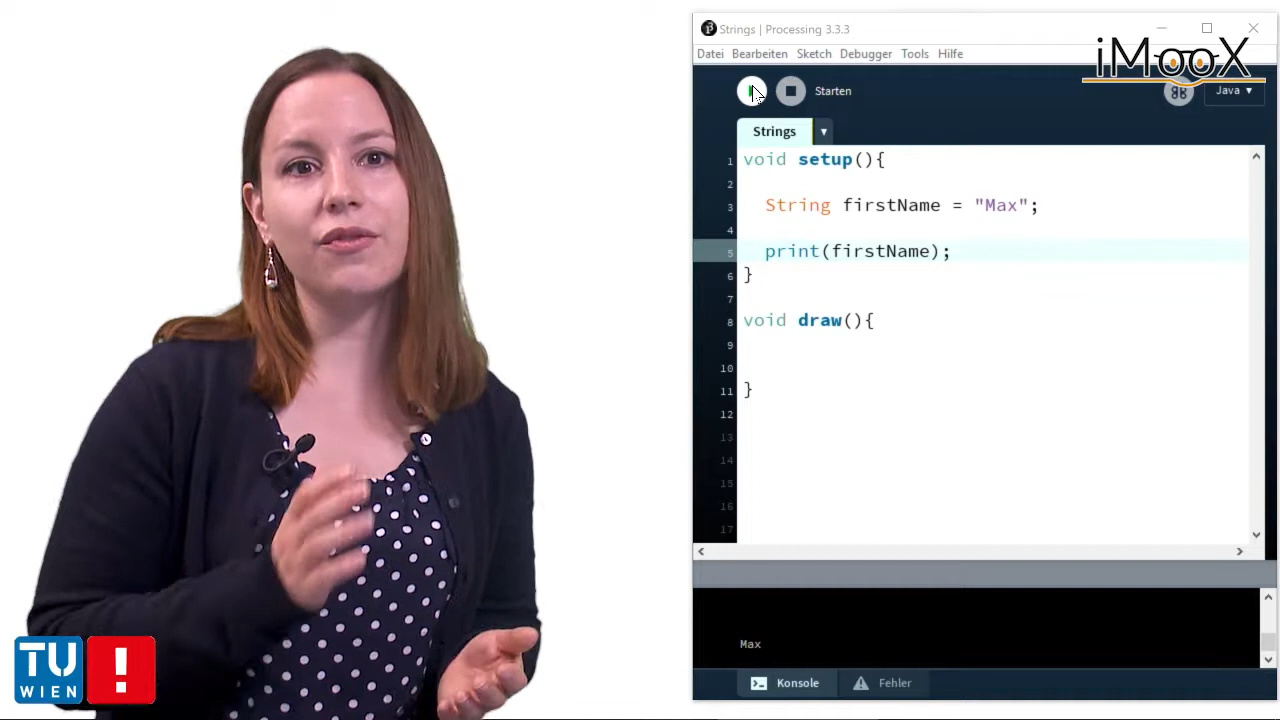 Strings | Processing 3.3.3
Datei Bearbeiten Sketch Debugger Tools Hilfe
iMooX
Starten
Java
Strings
1 void setup(){
2
3 String firstName = "Max";
4
5 print(firstName);
6 }
7
8 void draw(){
9
10
11 }
12
13
14
15
16
17
Max
Konsole Fehler
TU
WIEN
!